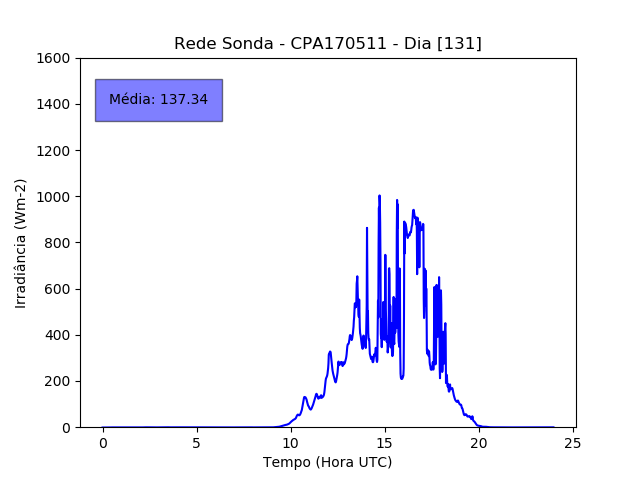 Rede Sonda - CPA170511 - Dia [131]
1600
1400
1200
1000
800
600
400
200
0
Média: 137.34
Irradiância (Wm-2)
0 5 10 15 20 25
Tempo (Hora UTC)